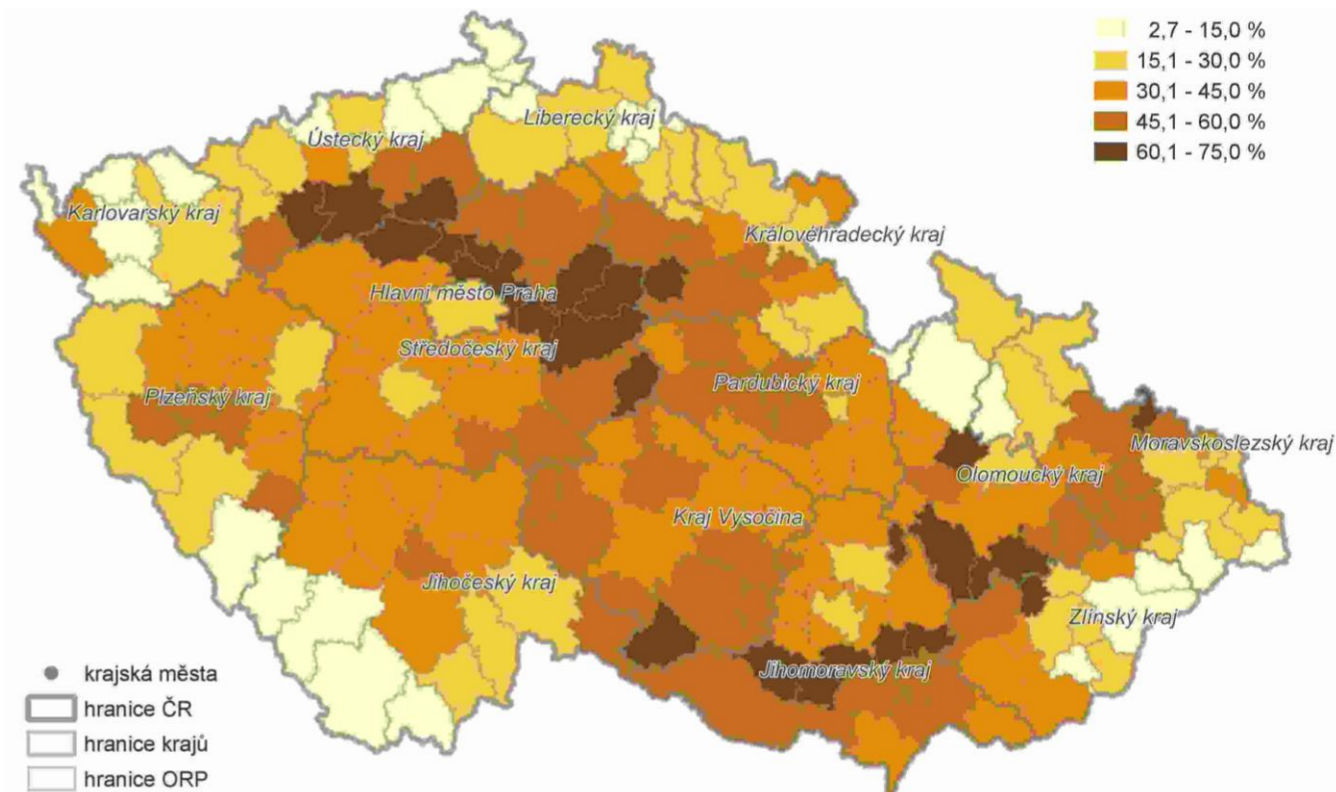 2,7 - 15,0 %
15,1 - 30,0 %
30,1 - 45,0 %
45,1 - 60,0 %
60,1 - 75,0 %
Liberecký kraj
Ústecký kraj
Karlovarský kraj
Královéhradecký kraj
Hlavní město Praha
Středočeský kraj
Pardubický kraj
Plzeňský kraj
Moravskoslezský kraj
Olomoucký kraj
Kraj Vysočina
Jihočeský kraj
Zlínský kraj
Jihomoravský kraj
krajská města
hranice ČR
hranice krajů
hranice ORP